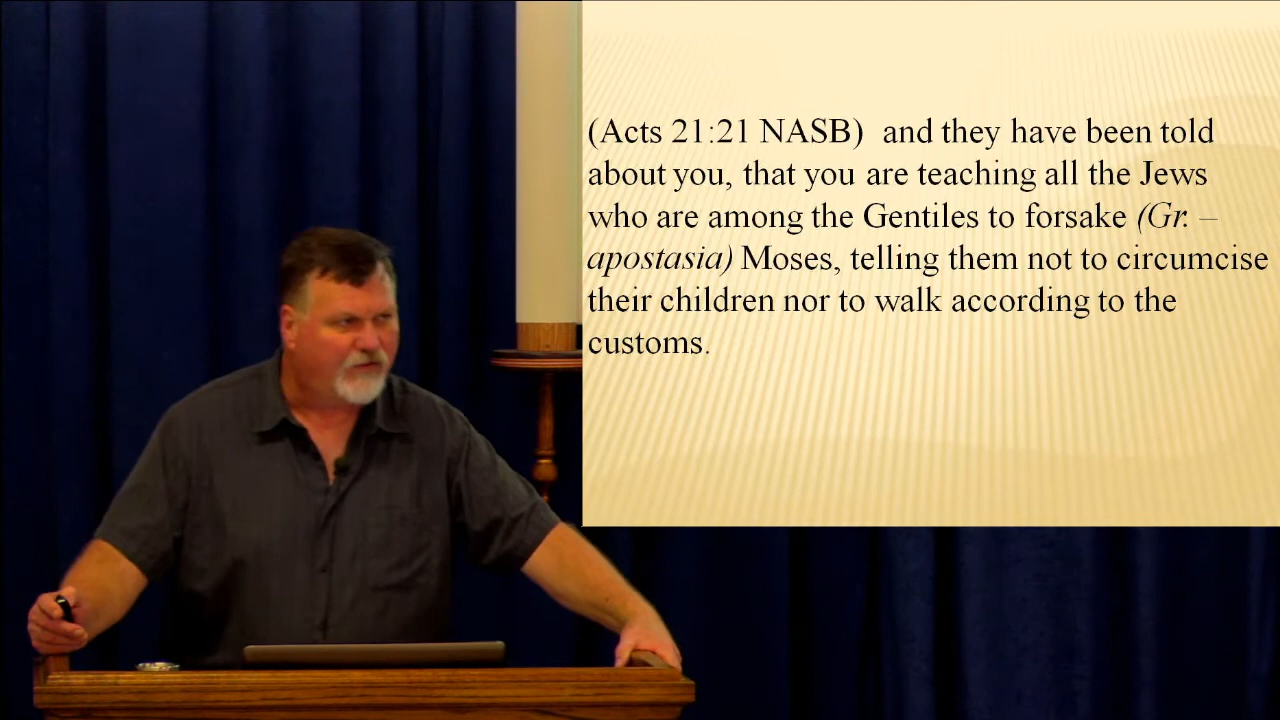 (Acts 21:21 NASB)  and they have been told
about you, that you are teaching all the Jews
who are among the Gentiles to forsake (Gr. –
apostasia) Moses, telling them not to circumcise
their children nor to walk according to the
customs.